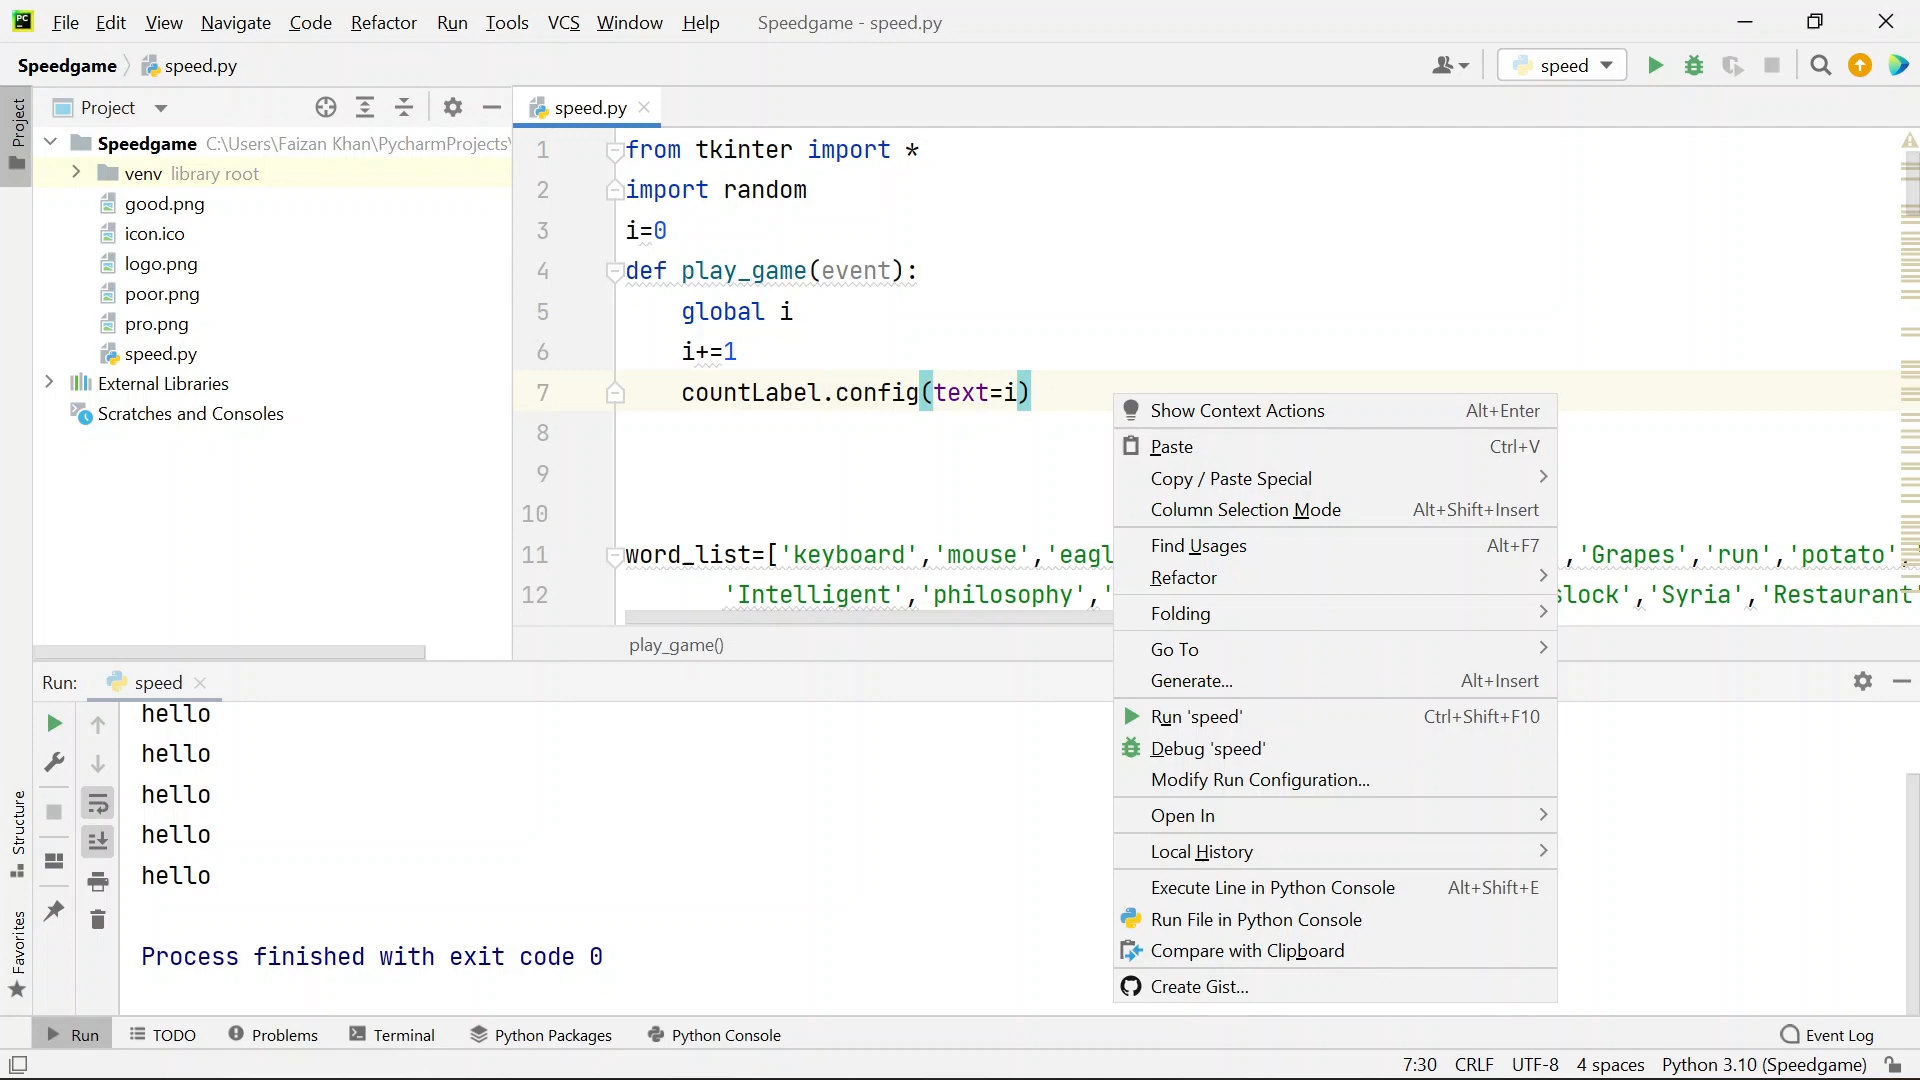 File Edit View Navigate Code Refactor Run Tools VCS Window Help Speedgame - speed.py
Speedgame speed.py
speed
Project
Project
speed.py
Speedgame C:\Users\Faizan Khan\PycharmProjects\
venv library root
good.png
icon.ico
logo.png
poor.png
pro.png
speed.py
External Libraries
Scratches and Consoles
1 from tkinter import *
2 import random
3 i=0
4 def play_game(event):
5 global i
6 i+=1
7 countLabel.config(text=i)
8
9
10
11 word_list=['keyboard','mouse','eagl ,'Grapes','run','potato',
12 'Intelligent','philosophy',' slock','Syria','Restaurant'
play_game()
Show Context Actions Alt+Enter
Paste Ctrl+V
Copy / Paste Special
Column Selection Mode Alt+Shift+Insert
Find Usages Alt+F7
Refactor
Folding
Go To
Generate... Alt+Insert
Run 'speed' Ctrl+Shift+F10
Debug 'speed'
Modify Run Configuration...
Open In
Local History
Execute Line in Python Console Alt+Shift+E
Run File in Python Console
Compare with Clipboard
Create Gist...
Run: speed
hello
hello
hello
hello
hello
Process finished with exit code 0
Structure
Favorites
Run TODO Problems Terminal Python Packages Python Console Event Log
7:30 CRLF UTF-8 4 spaces Python 3.10 (Speedgame)